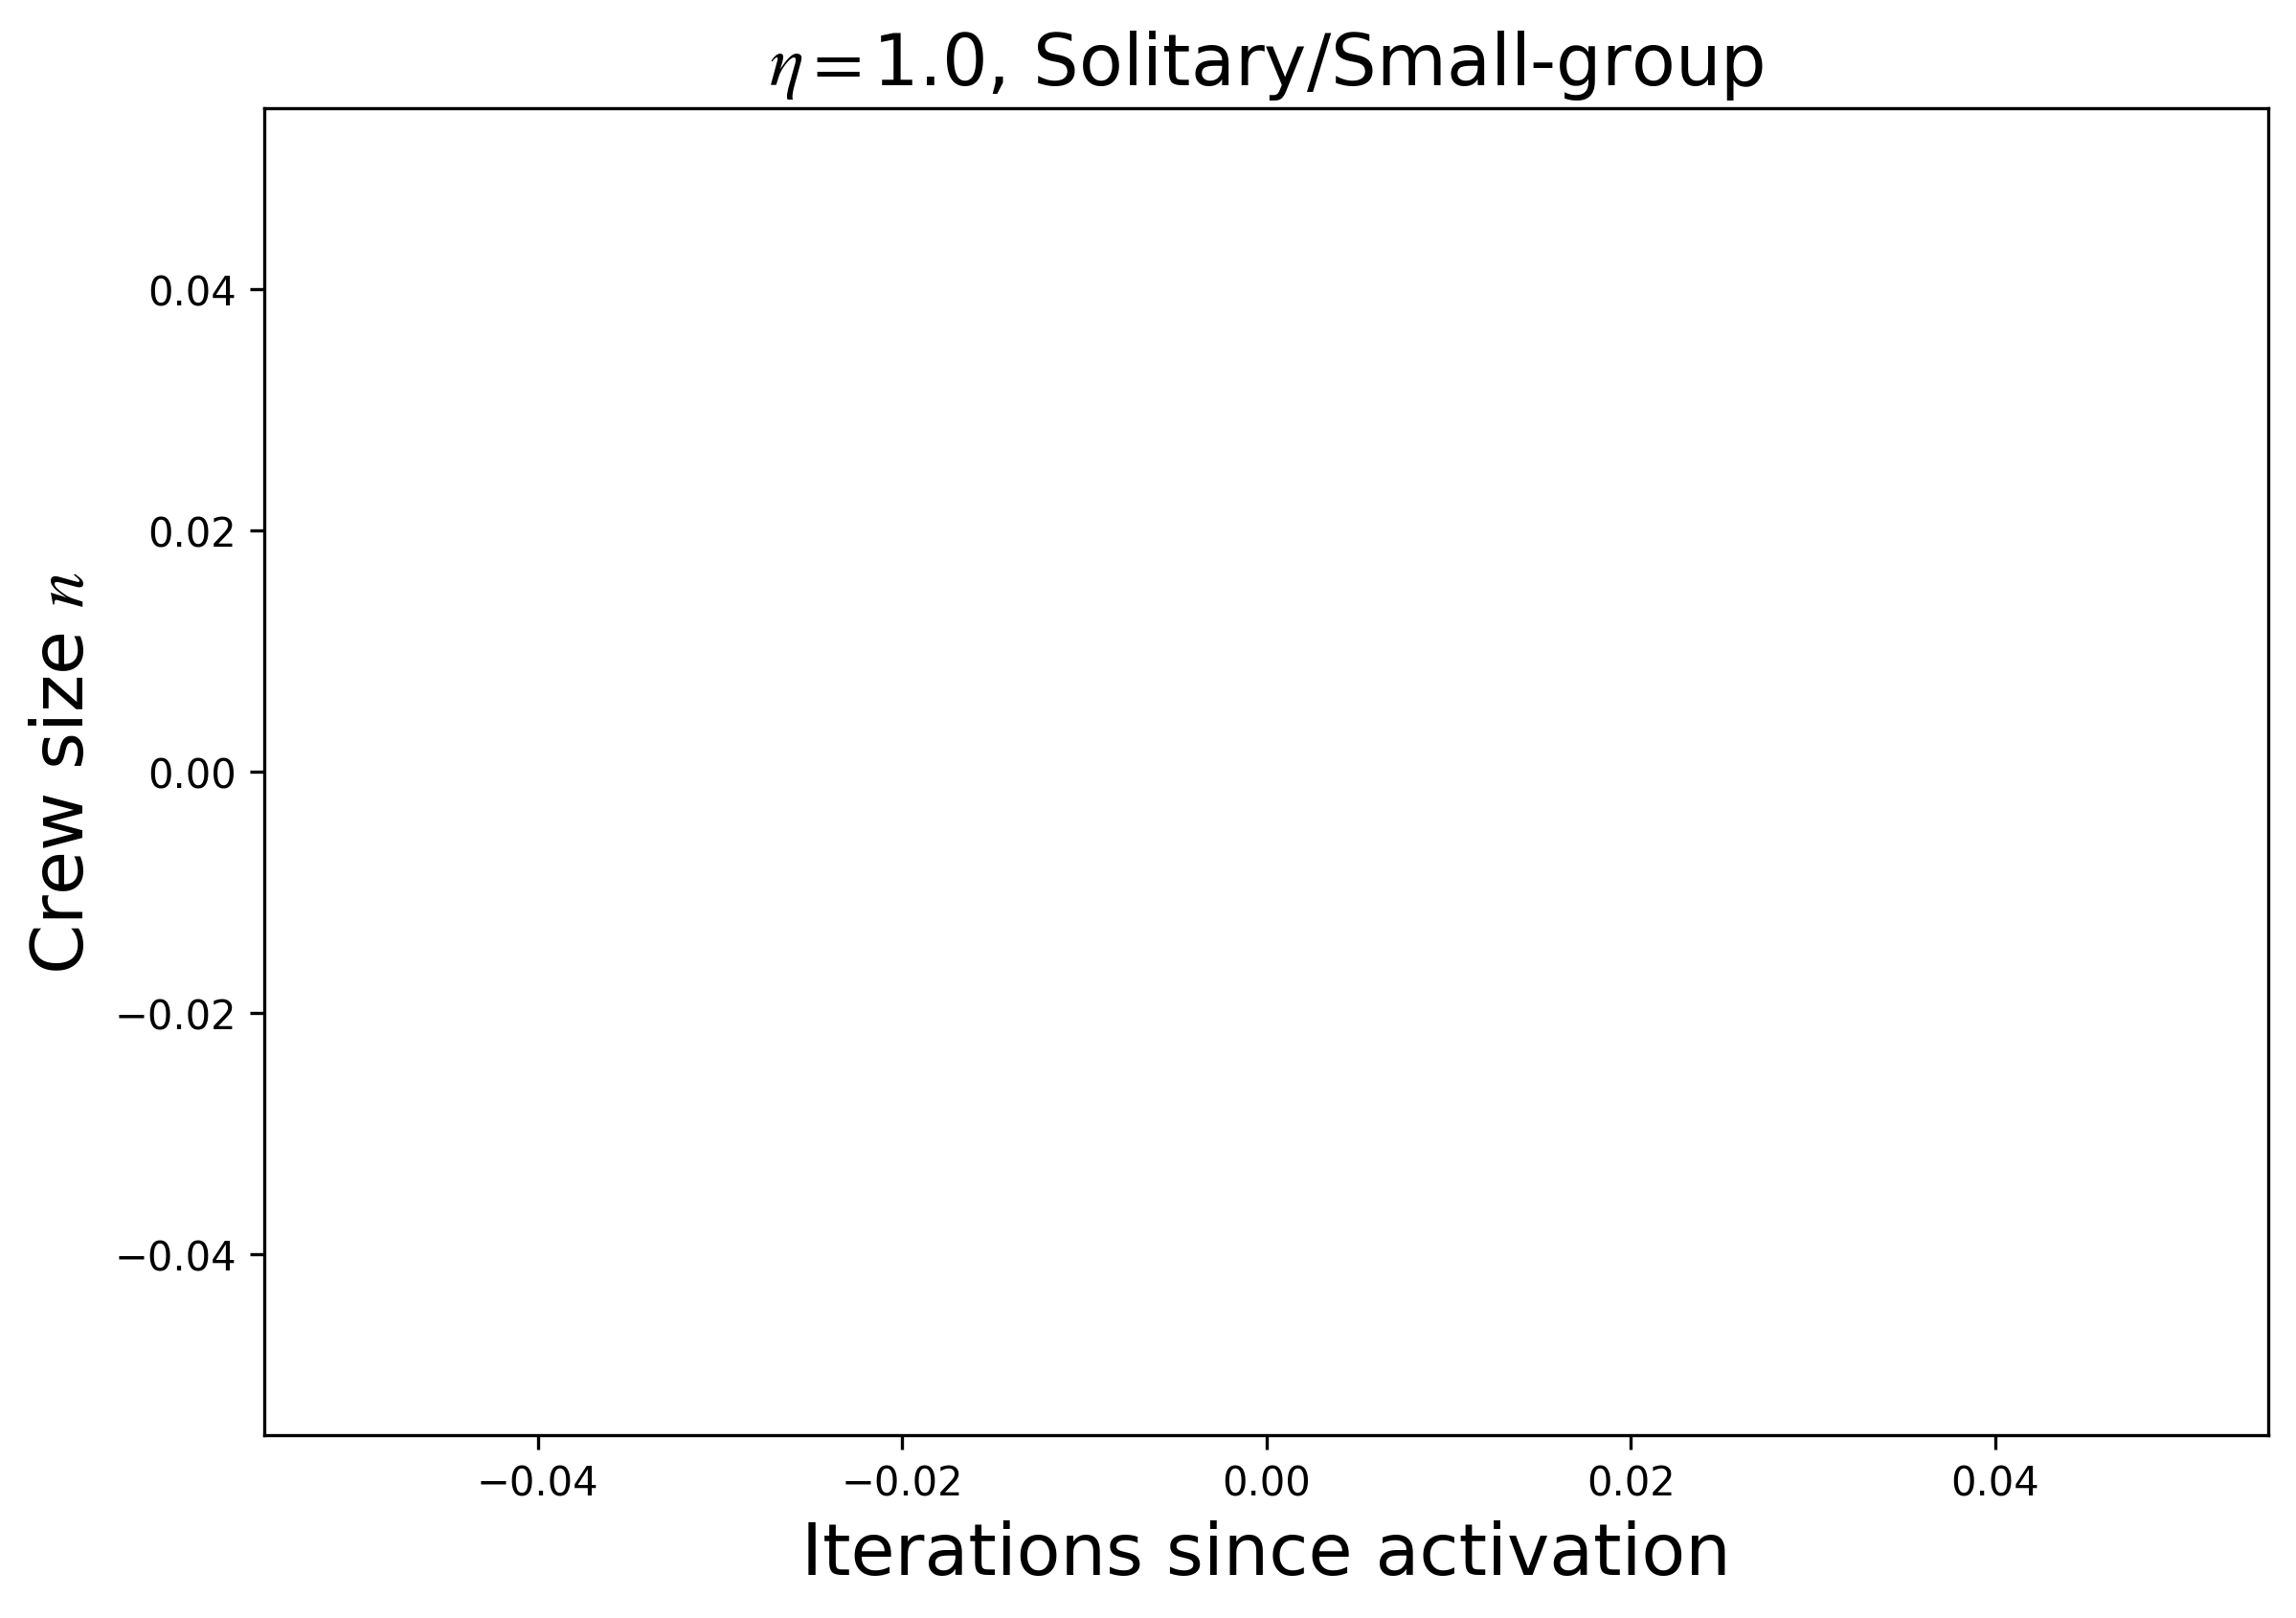 η=1.0, Solitary/Small-group
0.04
0.02
0.00
−0.02
−0.04
Crew size n
−0.04 −0.02 0.00 0.02 0.04
Iterations since activation